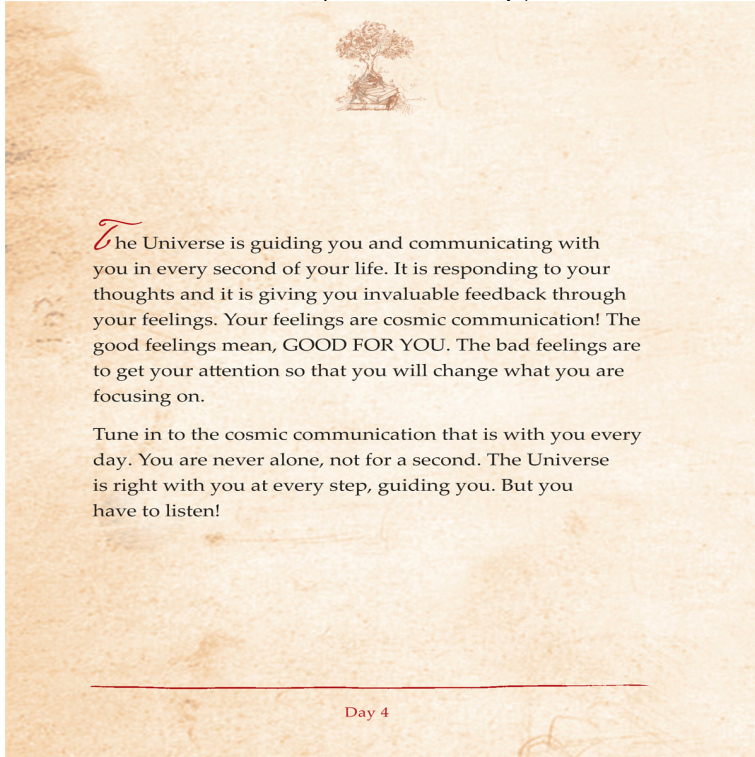 The Universe is guiding you and communicating with
you in every second of your life. It is responding to your
thoughts and it is giving you invaluable feedback through
your feelings. Your feelings are cosmic communication! The
good feelings mean, GOOD FOR YOU. The bad feelings are
to get your attention so that you will change what you are
focusing on.
Tune in to the cosmic communication that is with you every
day. You are never alone, not for a second. The Universe
is right with you at every step, guiding you. But you
have to listen!
Day 4